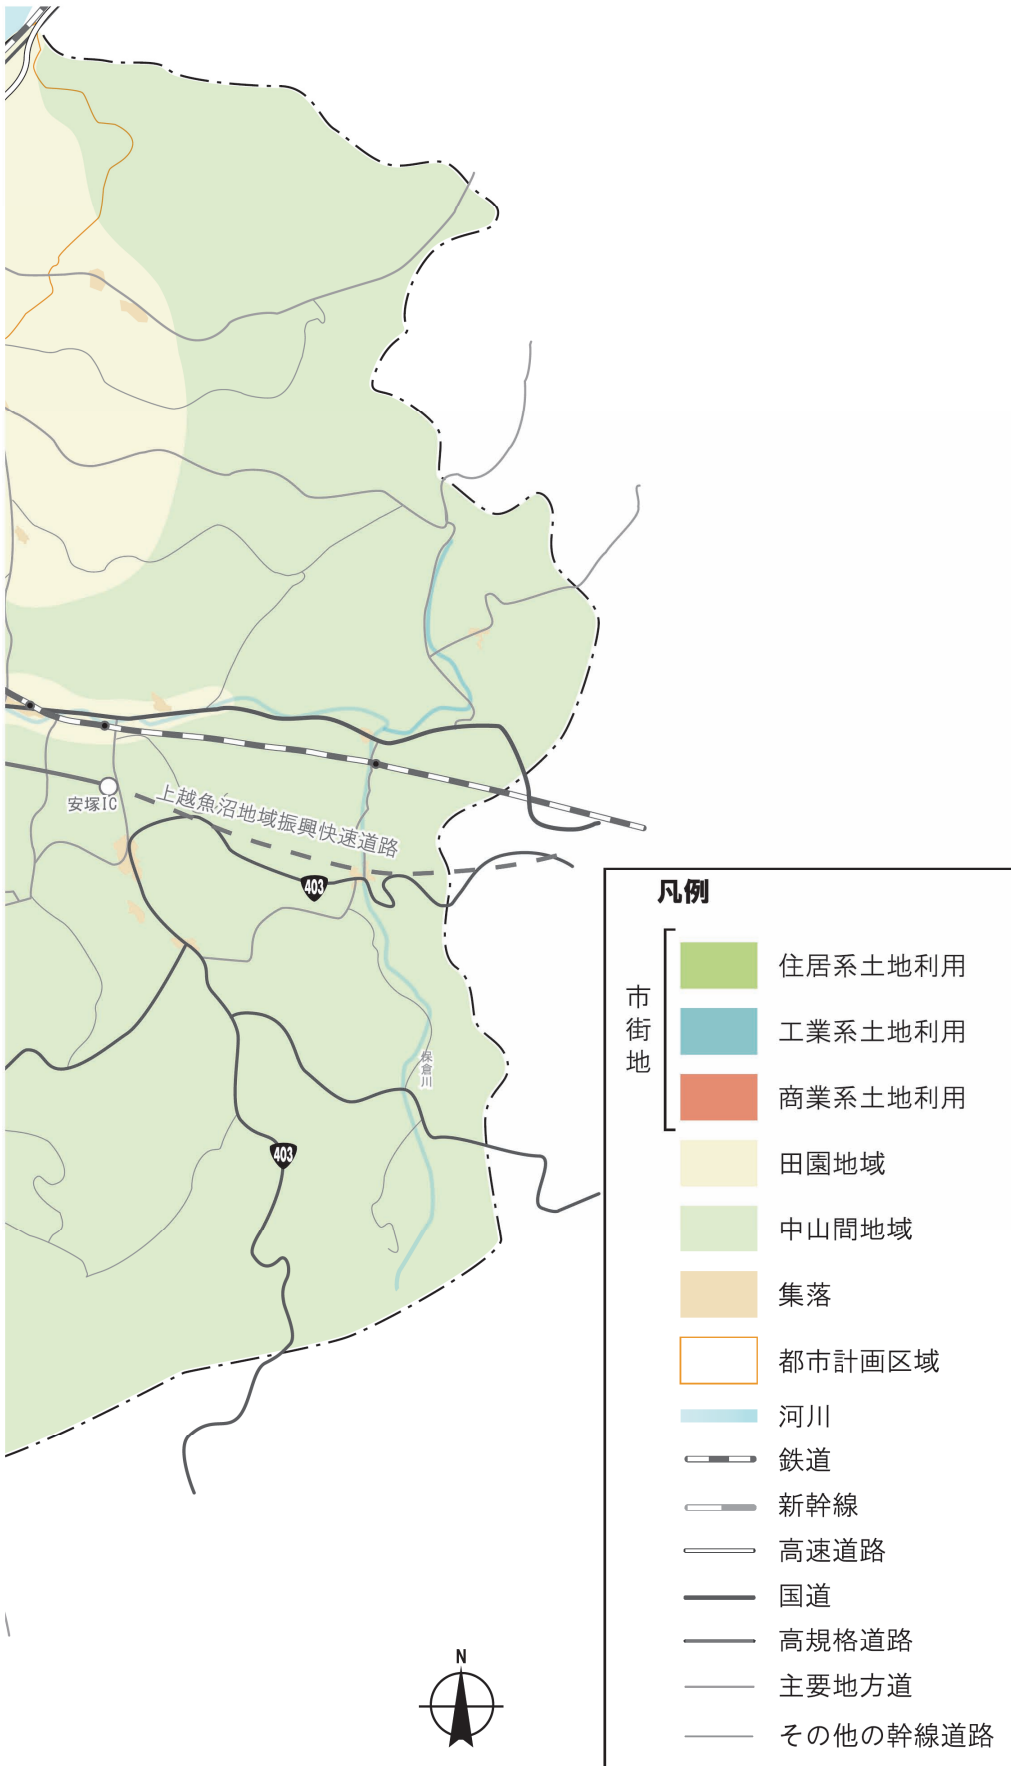 安塚IC
上越魚沼地域振興快速道路
403
保倉川
403
N
凡例
市街地
住居系土地利用
工業系土地利用
商業系土地利用
田園地域
中山間地域
集落
都市計画区域
河川
鉄道
新幹線
高速道路
国道
高規格道路
主要地方道
その他の幹線道路